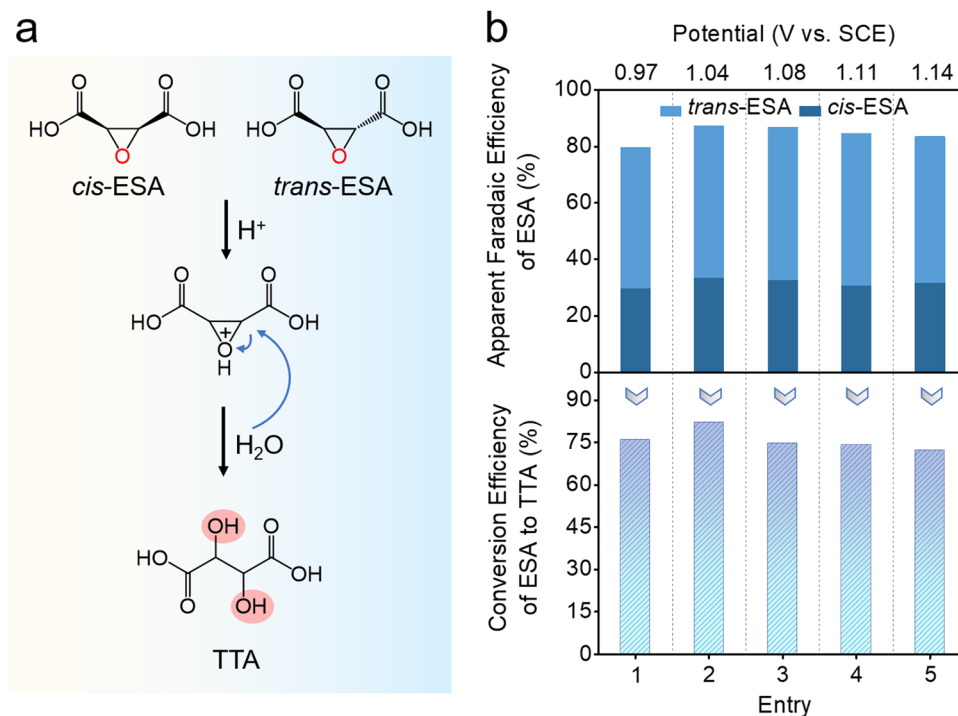 a
O
HO
OH
O
O
cis-ESA
O
HO
OH
O
O
trans-ESA
H+
O
HO
O
OH
+
O
H
H₂O
OH
O
HO
OH
O
OH
TTA
b
Potential (V vs. SCE)
0.97 1.04 1.08 1.11 1.14
trans-ESA cis-ESA
Apparent Faradaic Efficiency
of ESA (%)
100
80
60
40
20
0
Conversion Efficiency
of ESA to TTA (%)
90
75
60
45
30
15
0
1 2 3 4 5
Entry